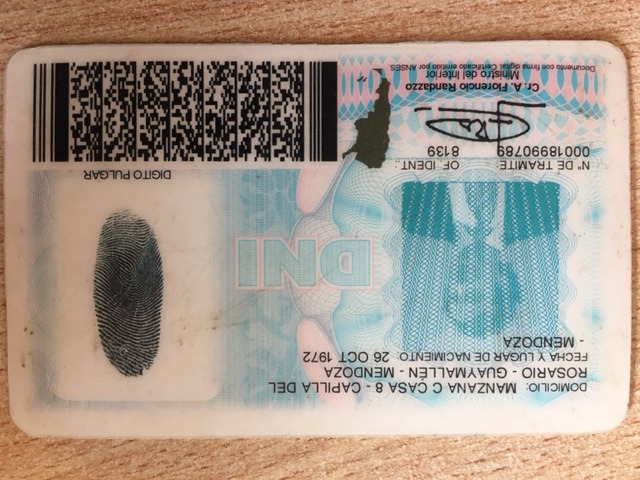 DOMICILIO: MANZANA C CASA 8 - CAPILLA DEL
ROSARIO - GUAYMALLÉN - MENDOZA
FECHA Y LUGAR DE NACIMIENTO: 26 OCT 1972
- MENDOZA
DNI
DIGITO PULGAR
N° DE TRAMITE OF IDENT.:
00018990789 8139
Cr. A. Florencio Randazzo
Ministro del Interior
Documento con firma digital. Certificado emitido por ANSES.